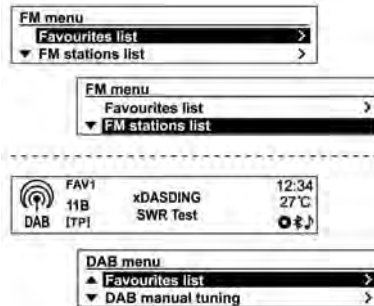 FM menu
Favourites list >
▼ FM stations list >
FM menu
Favourites list >
▼ FM stations list
FAV1 12:34
11B xDASDING 27℃
DAB [TP] SWR Test
DAB menu
▲ Favourites list >
▼ DAB manual tuning >